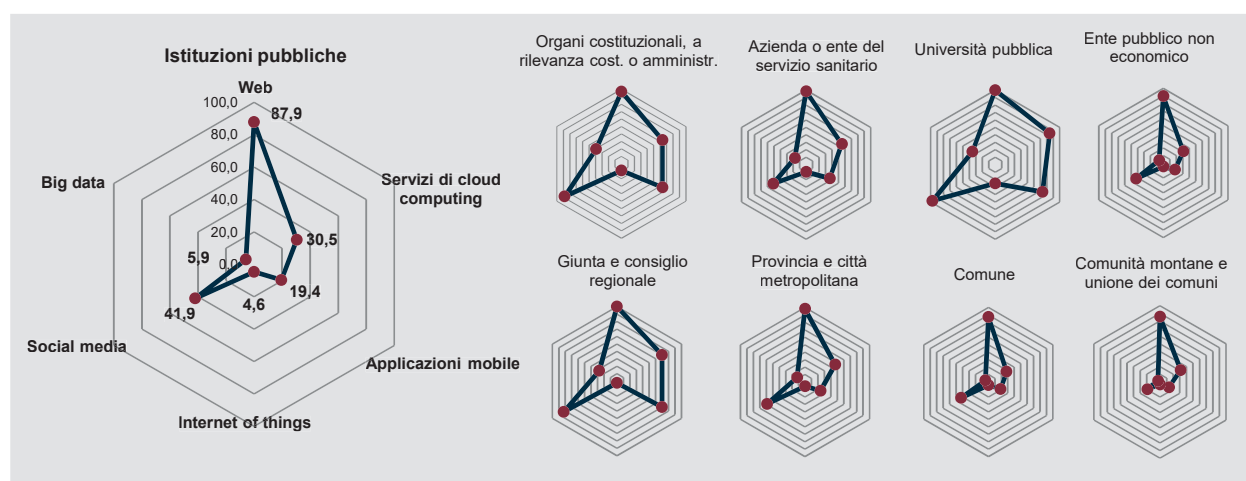 Istituzioni pubbliche
Web
100,0
87,9
80,0
60,0
40,0
20,0
0,0
Big data
Servizi di cloud
computing
30,5
5,9
19,4
4,6
41,9
Social media
Applicazioni mobile
Internet of things
Organi costituzionali, a
rilevanza cost. o amministr.
Azienda o ente del
servizio sanitario
Università pubblica
Ente pubblico non
economico
Giunta e consiglio
regionale
Provincia e città
metropolitana
Comune
Comunità montane e
unione dei comuni